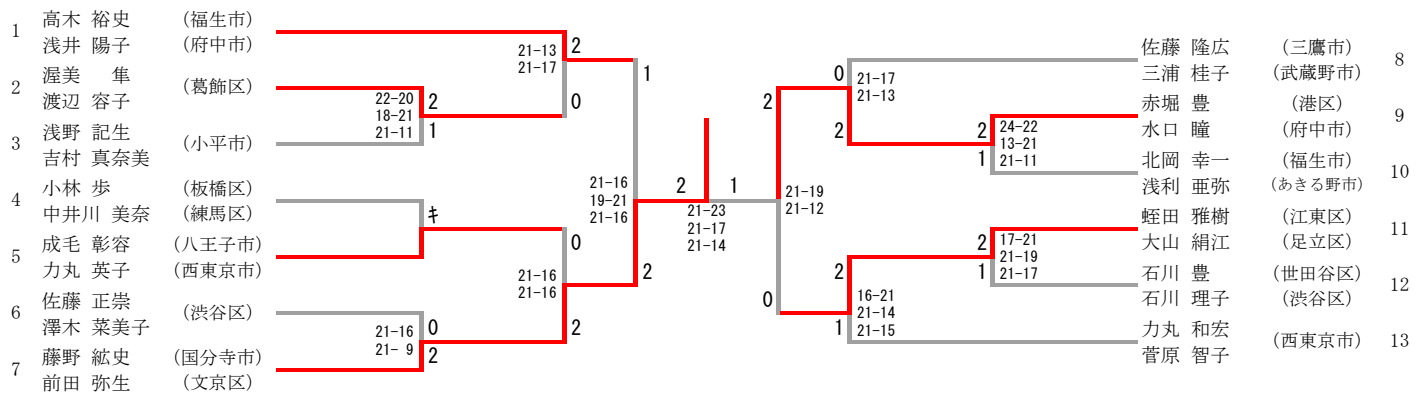 1
高木 裕史 (福生市)
浅井 陽子 (府中市)
2
渥美 隼 (葛飾区)
渡辺 容子
3
浅野 記生 (小平市)
吉村 真奈美
4
小林 歩 (板橋区)
中井川 美奈 (練馬区)
5
成毛 彰容 (八王子市)
力丸 英子 (西東京市)
6
佐藤 正崇 (渋谷区)
澤木 菜美子
7
藤野 紘史 (国分寺市)
前田 弥生 (文京区)
22-20
18-21
21-11
2
1
キ
21-16
21- 9
0
2
21-13
21-17
2
0
21-16
21-16
0
2
21-16
19-21
21-16
1
2
2
1
21-23
21-17
21-14
21-19
21-12
2
0
21-17
21-13
0
2
16-21
21-14
21-15
2
1
24-22
13-21
21-11
2
1
17-21
21-19
21-17
2
1
佐藤 隆広 (三鷹市)
三浦 桂子 (武蔵野市)
8
赤堀 豊 (港区)
水口 瞳 (府中市)
9
北岡 幸一 (福生市)
浅利 亜弥 (あきる野市)
10
蛭田 雅樹 (江東区)
大山 絹江 (足立区)
11
石川 豊 (世田谷区)
石川 理子 (渋谷区)
12
力丸 和宏 (西東京市)
菅原 智子
13